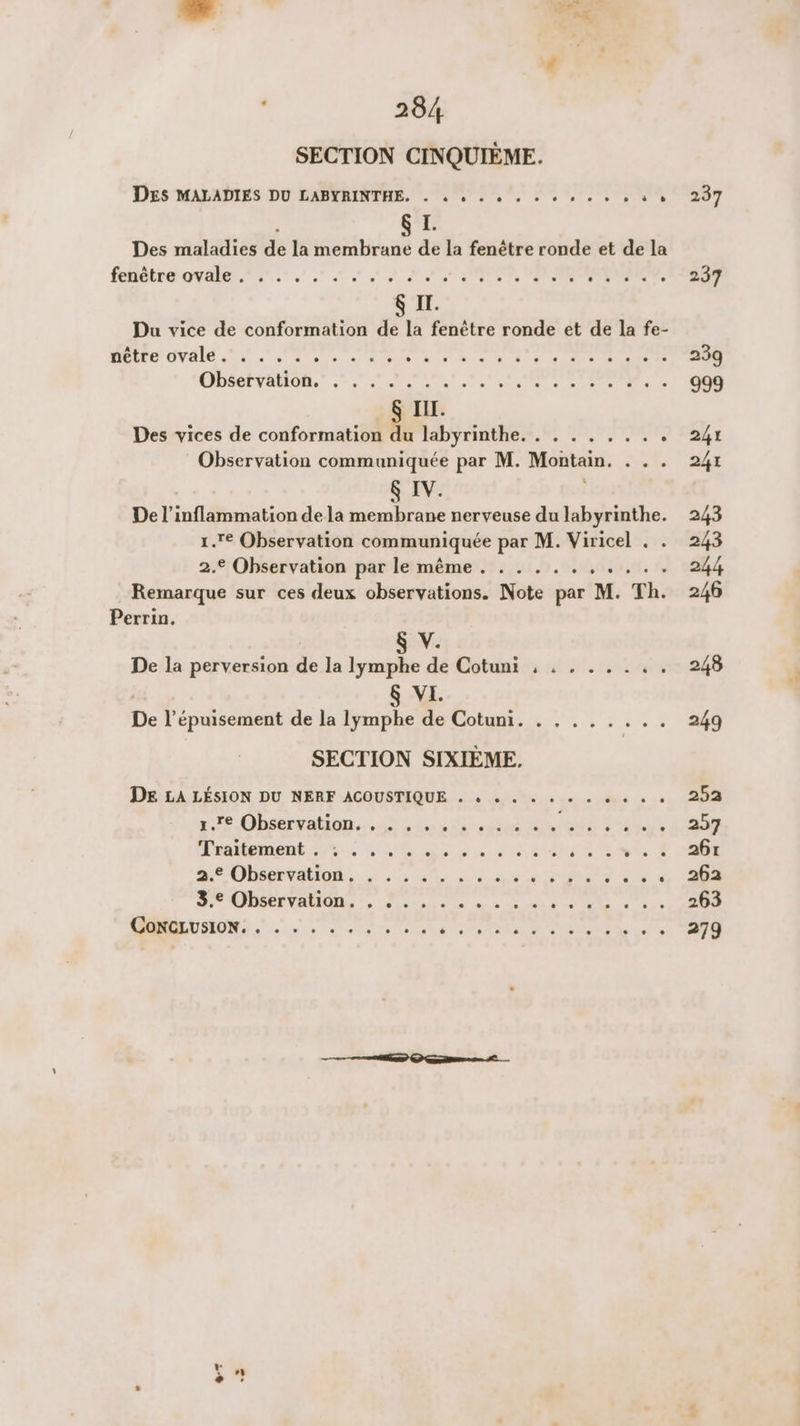 284
SECTION CINQUIÈME.
DES MALADIES DU LABYRINTHE. . . . . . . . . . . . . . . 237
§ I.
Des maladies de la membrane de la fenêtre ronde et de la
fenêtre ovale . . . . . . . . . . . . . . . . . . . . . . . . 237
§ II.
Du vice de conformation de la fenêtre ronde et de la fe-
nêtre ovale . . . . . . . . . . . . . . . . . . . . . . . . . 239
Observation. . . . . . . . . . . . . . . . . . . . . . 999
§ III.
Des vices de conformation du labyrinthe. . . . . . . . . 241
Observation communiquée par M. Montain. . . . 241
§ IV.
De l'inflammation de la membrane nerveuse du labyrinthe. 243
1.re Observation communiquée par M. Viricel . . 243
2.e Observation par le même . . . . . . . . . . . . 244
Remarque sur ces deux observations. Note par M. Th. 246
Perrin.
§ V.
De la perversion de la lymphe de Cotuni . . . . . . . . 248
§ VI.
De l'épuisement de la lymphe de Cotuni. . . . . . . . . 249
SECTION SIXIÈME.
DE LA LÉSION DU NERF ACOUSTIQUE . . . . . . . . . . . . 252
1.re Observation. . . . . . . . . . . . . . . . . . . . 257
Traitement . . . . . . . . . . . . . . . . . . . . . . 261
2.e Observation. . . . . . . . . . . . . . . . . . . . 262
3.e Observation. . . . . . . . . . . . . . . . . . . . 263
CONCLUSION. . . . . . . . . . . . . . . . . . . . . . . . . 279